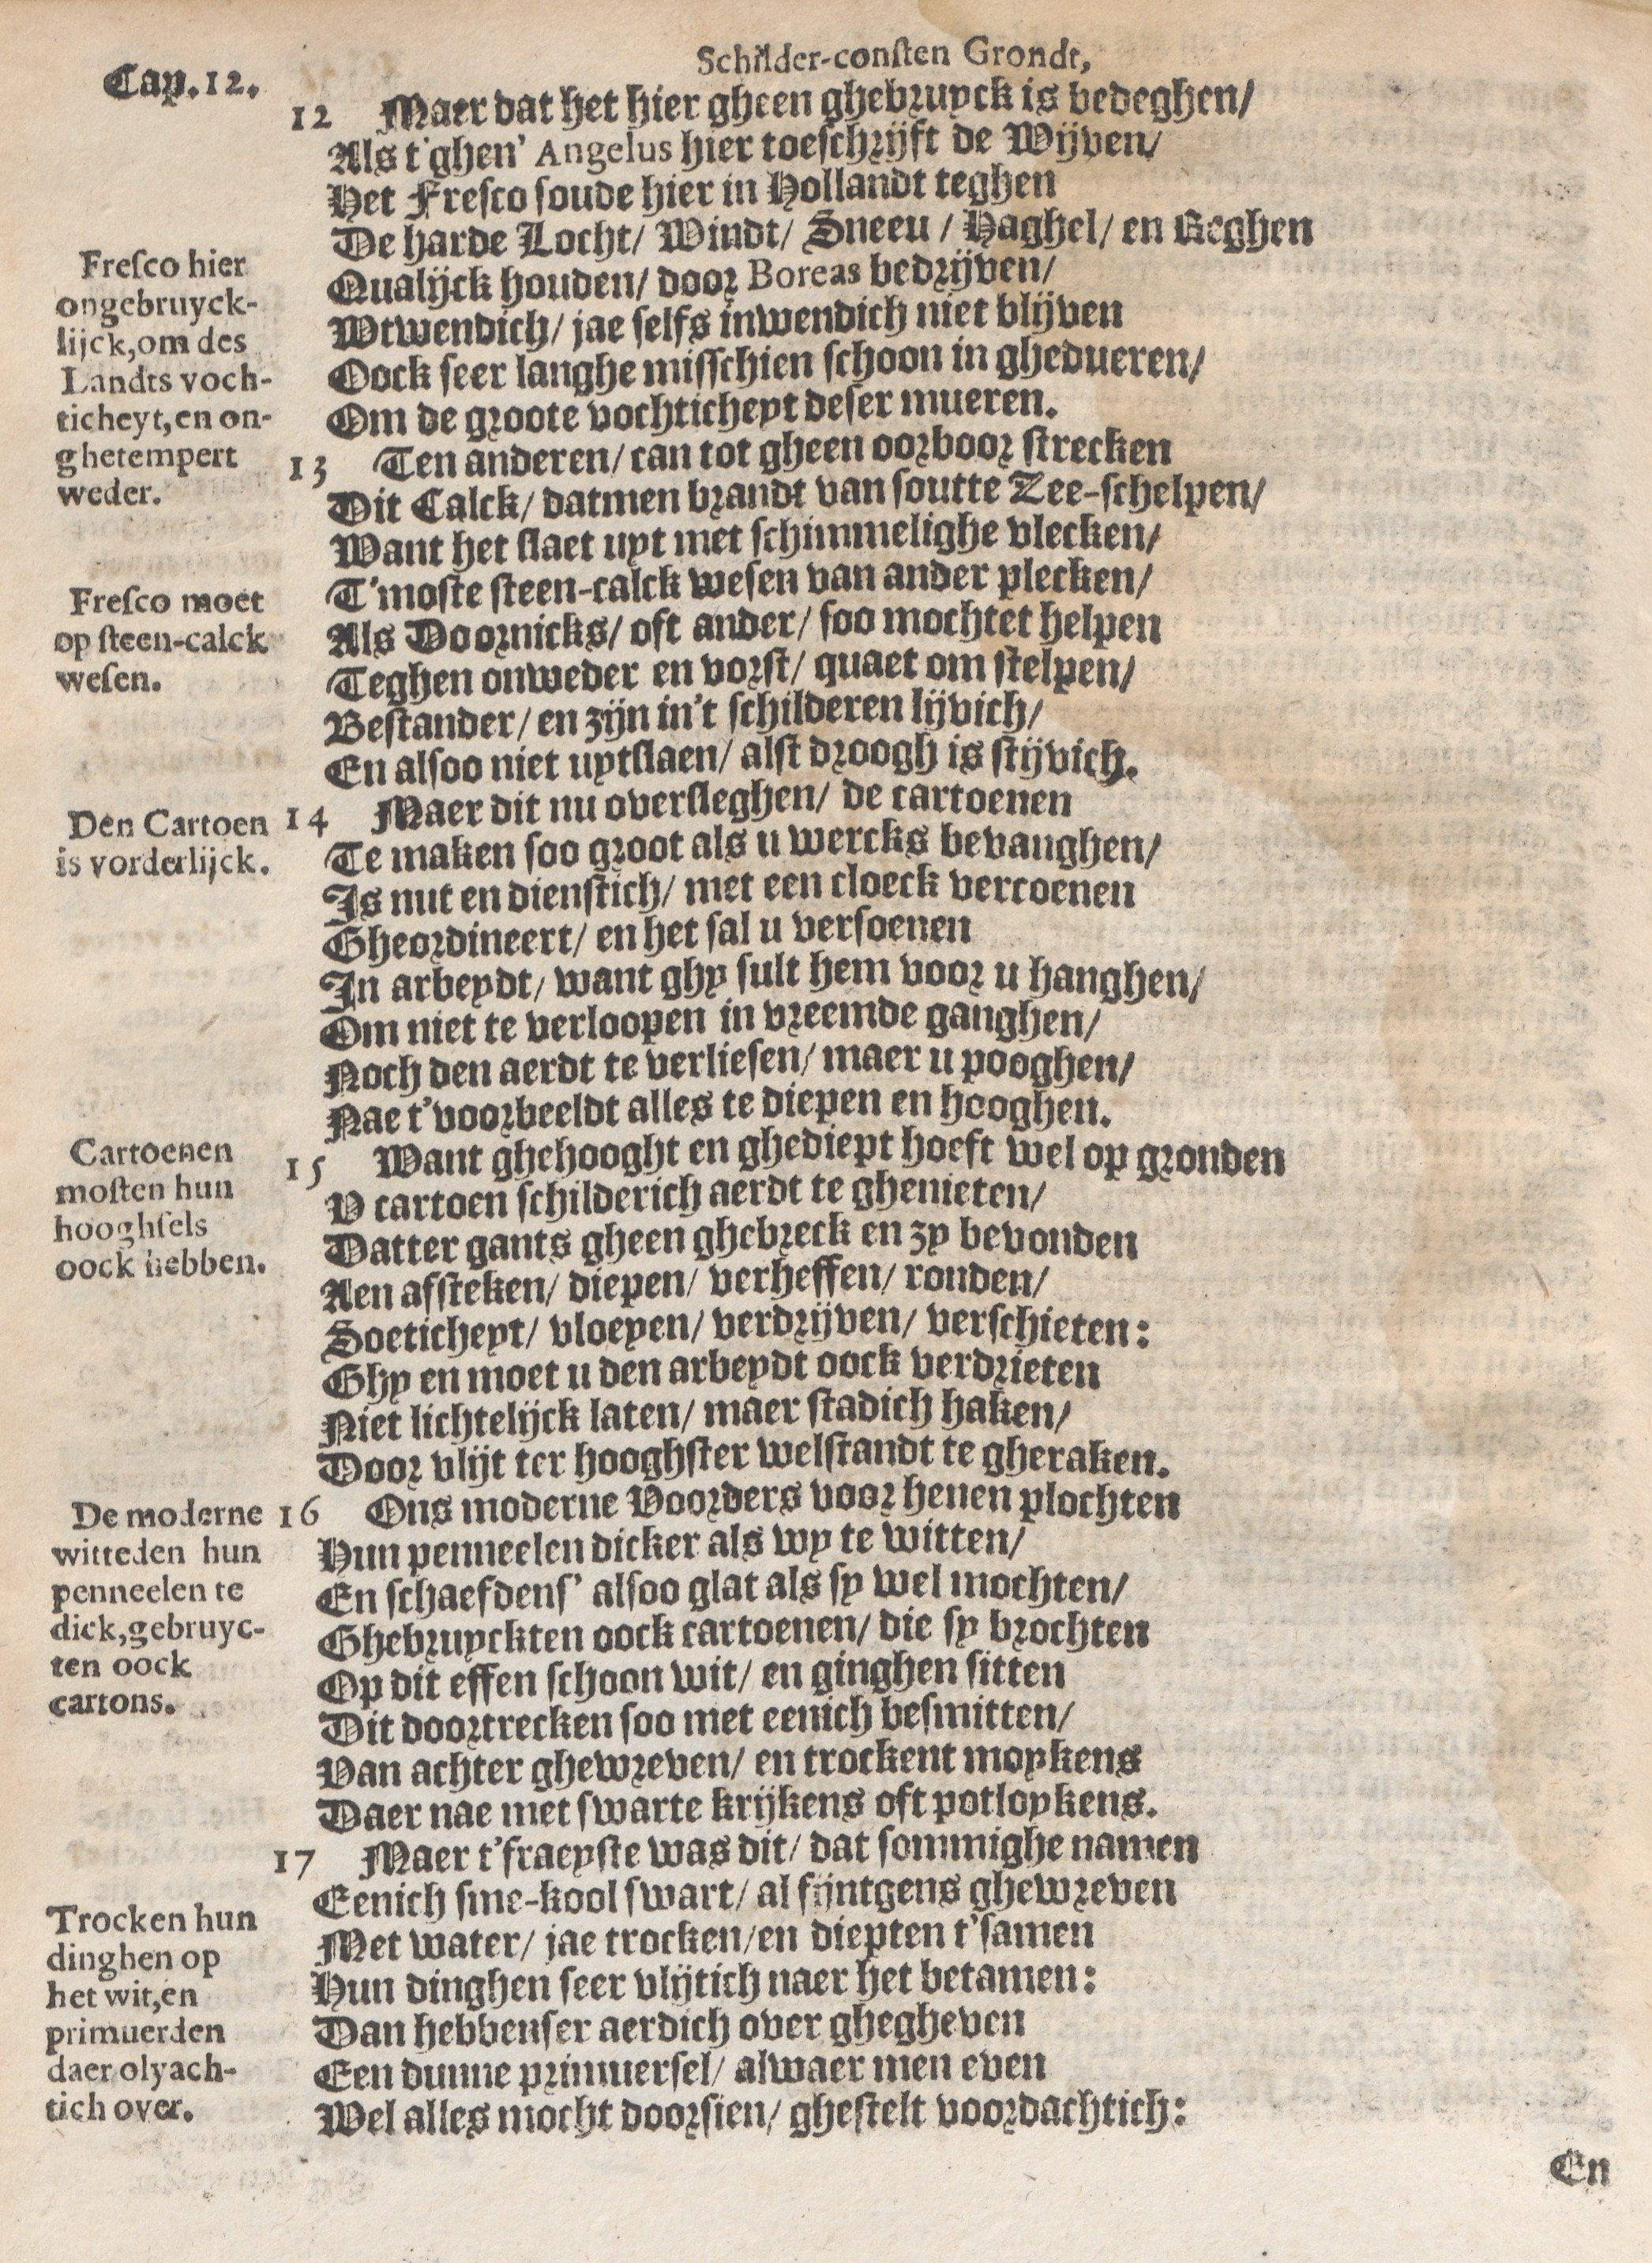 Schilder-consten Grondt,
Cap. 12.
12 Maer dat het hier gheen ghebruyck is bedeghen/
Als t'ghen' Angelus hier toeschrijft de Wijven/
Het Fresco soude hier in Hollandt teghen
De harde Locht/ Windt/ Sneeu / Haghel/ en Reghen
Qualijck houden/ door Boreas bedrijven/
Wtwendich/ jae selfs inwendich niet blijven
Oock seer langhe misschien schoon in ghedueren/
Om de groote vochticheyt deser mueren.
Fresco hier
ongebruyck-
lijck, om des
Landts voch-
ticheyt, en on-
ghetempert
weder.
13 Ten anderen/ can tot gheen oorboor strecken
Dit Calck/ datmen brandt van soutte Zee-schelpen/
Want het slaet uyt met schimmelighe vlecken/
T'moste steen-calck wesen van ander plecken/
Als Doornicks/ oft ander/ soo mochtet helpen
Teghen onweder en vorst/ quaet om stelpen/
Bestander/ en zijn in't schilderen lijvich/
En alsoo niet uytslaen/ alst droogh is stijvich.
Fresco moet
op steen-calck
wesen.
14 Maer dit nu oversleghen/ de cartoenen
Te maken soo groot als u wercks bevanghen/
Is nut en dienstich/ met een cloeck vercoenen
Gheordineert/ en het sal u versoenen
In arbeydt/ want ghy sult hem voor u hanghen/
Om niet te verloopen in vreemde ganghen/
Noch den aerdt te verliesen/ maer u pooghen/
Nae t'voorbeeldt alles te diepen en hooghen.
Den Cartoen
is vorderlijck.
15 Want ghehooght en ghediept hoeft wel op gronden
V cartoen schilderich aerdt te ghenieten/
Datter gants gheen ghebreck en zy bevonden
Aen afsteken/ diepen/ verheffen/ ronden/
Soeticheyt/ vloeyen/ verdrijven/ verschieten:
Ghy en moet u den arbeydt oock verdrieten
Niet lichtelijck laten/ maer stadich haken/
Door vlijt ter hooghster welstandt te gheraken.
Cartoenen
mosten hun
hooghsels
oock hebben.
16 Ons moderne Voorders voor henen plochten
Hun penneelen dicker als wy te witten/
En schaefdens' alsoo glat als sy wel mochten/
Ghebruyckten oock cartoenen/ die sy brochten
Op dit effen schoon wit/ en ginghen sitten
Dit doortrecken soo met eenich besmitten/
Van achter ghewreven/ en trockent moykens
Daer nae met swarte krijkens oft potloykens.
De moderne
witteden hun
penneelen te
dick, gebruyc-
ten oock
cartons.
17 Maer t'fraeyste was dit/ dat sommighe namen
Eenich sme-kool swart/ al fijntgens ghewreven
Met water/ jae trocken/ en diepten t'samen
Hun dinghen seer vlijtich naer het betamen:
Dan hebbenser aerdich over ghegheven
Een dunne primuersel/ alwaer men even
Wel alles mocht doorsien/ ghestelt voordachtich:
Trocken hun
dinghen op
het wit, en
primuerden
daer olyach-
tich over.
En